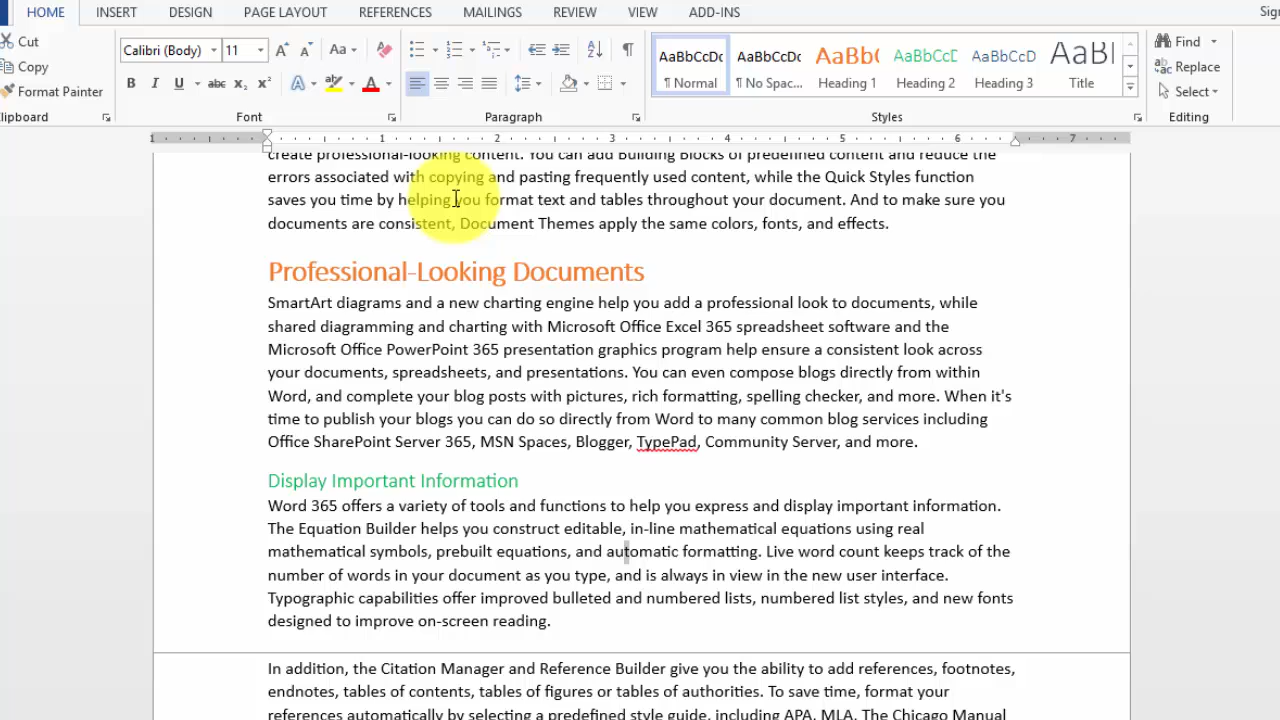 HOME INSERT DESIGN PAGE LAYOUT REFERENCES MAILINGS REVIEW VIEW ADD-INS
Cut
Copy
Format Painter
Calibri (Body) 11
Aa
B I U abc x₂ x²
A A
AaBbCcDc AaBbCcDc AaBbC AaBbCcD AaBbCcDD AaB
¶ Normal ¶ No Spac... Heading 1 Heading 2 Heading 3 Title
Find
Replace
Select
Font Paragraph Styles Editing
1 1 2 3 4 5 6 7
create professional-looking content. You can add Building Blocks of predefined content and reduce the
errors associated with copying and pasting frequently used content, while the Quick Styles function
saves you time by helping you format text and tables throughout your document. And to make sure you
documents are consistent, Document Themes apply the same colors, fonts, and effects.
Professional-Looking Documents
SmartArt diagrams and a new charting engine help you add a professional look to documents, while
shared diagramming and charting with Microsoft Office Excel 365 spreadsheet software and the
Microsoft Office PowerPoint 365 presentation graphics program help ensure a consistent look across
your documents, spreadsheets, and presentations. You can even compose blogs directly from within
Word, and complete your blog posts with pictures, rich formatting, spelling checker, and more. When it's
time to publish your blogs you can do so directly from Word to many common blog services including
Office SharePoint Server 365, MSN Spaces, Blogger, TypePad, Community Server, and more.
Display Important Information
Word 365 offers a variety of tools and functions to help you express and display important information.
The Equation Builder helps you construct editable, in-line mathematical equations using real
mathematical symbols, prebuilt equations, and automatic formatting. Live word count keeps track of the
number of words in your document as you type, and is always in view in the new user interface.
Typographic capabilities offer improved bulleted and numbered lists, numbered list styles, and new fonts
designed to improve on-screen reading.
In addition, the Citation Manager and Reference Builder give you the ability to add references, footnotes,
endnotes, tables of contents, tables of figures or tables of authorities. To save time, format your
references automatically by selecting a predefined style guide, including APA, MLA, The Chicago Manual